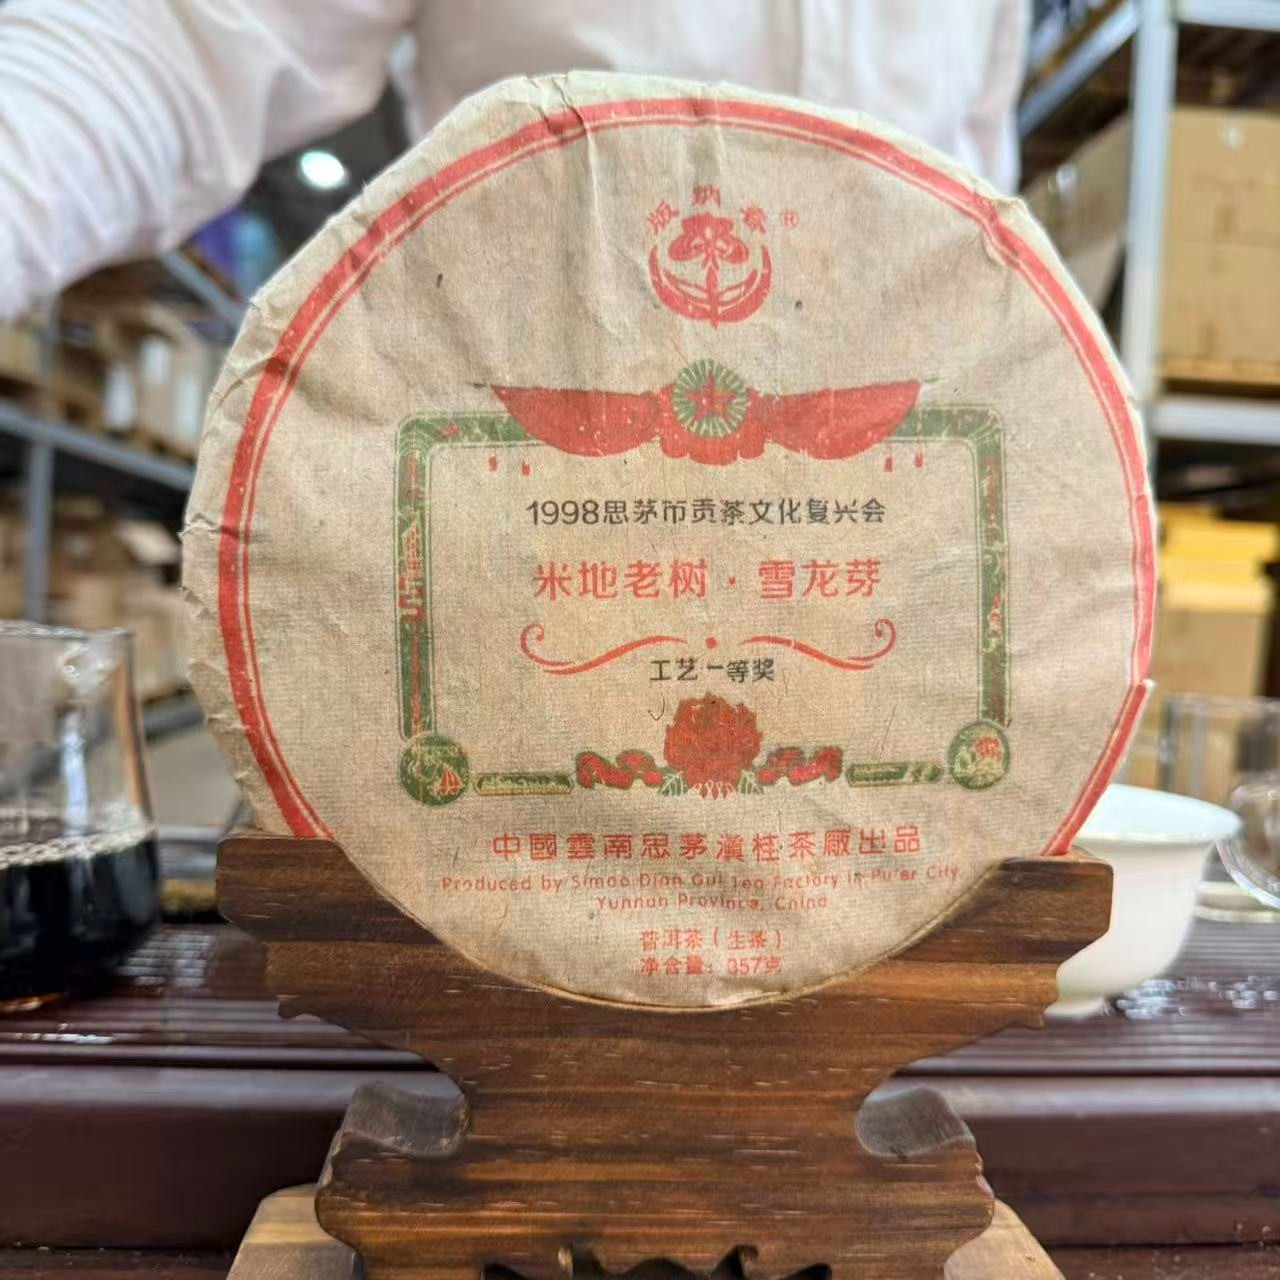 版纳 ®
1998思茅市贡茶文化复兴会
米地老树·雪龙芽
工艺一等奖
中國雲南思茅滇桂茶廠出品
Produced by Simao Dian Gui Tea Factory in Pu'er City,
Yunnan Province, China
普洱茶(生茶)
净含量:357克